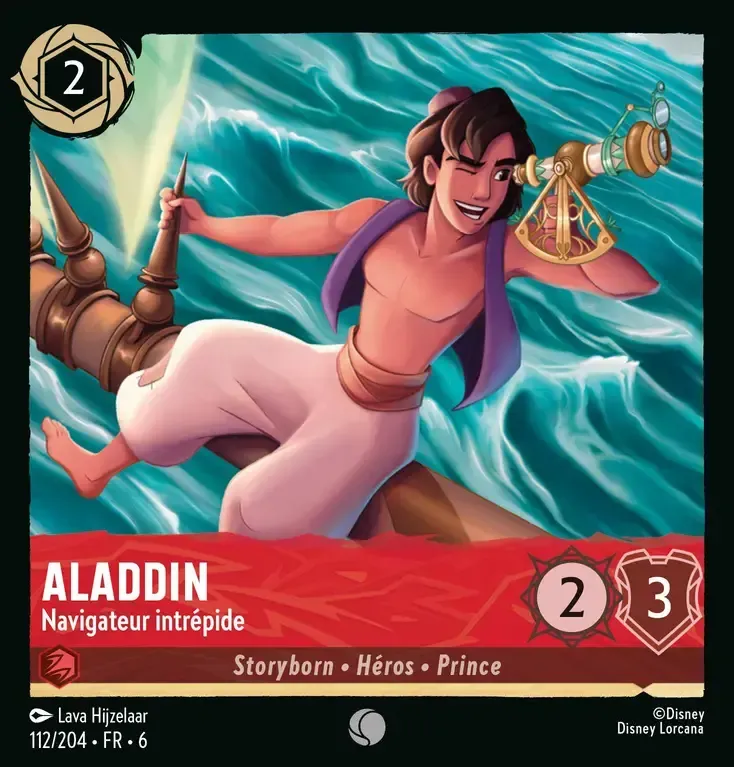 2
ALADDIN
Navigateur intrépide
2
3
Storyborn • Héros • Prince
Lava Hijzelaar
©Disney
112/204 • FR • 6
Disney Lorcana